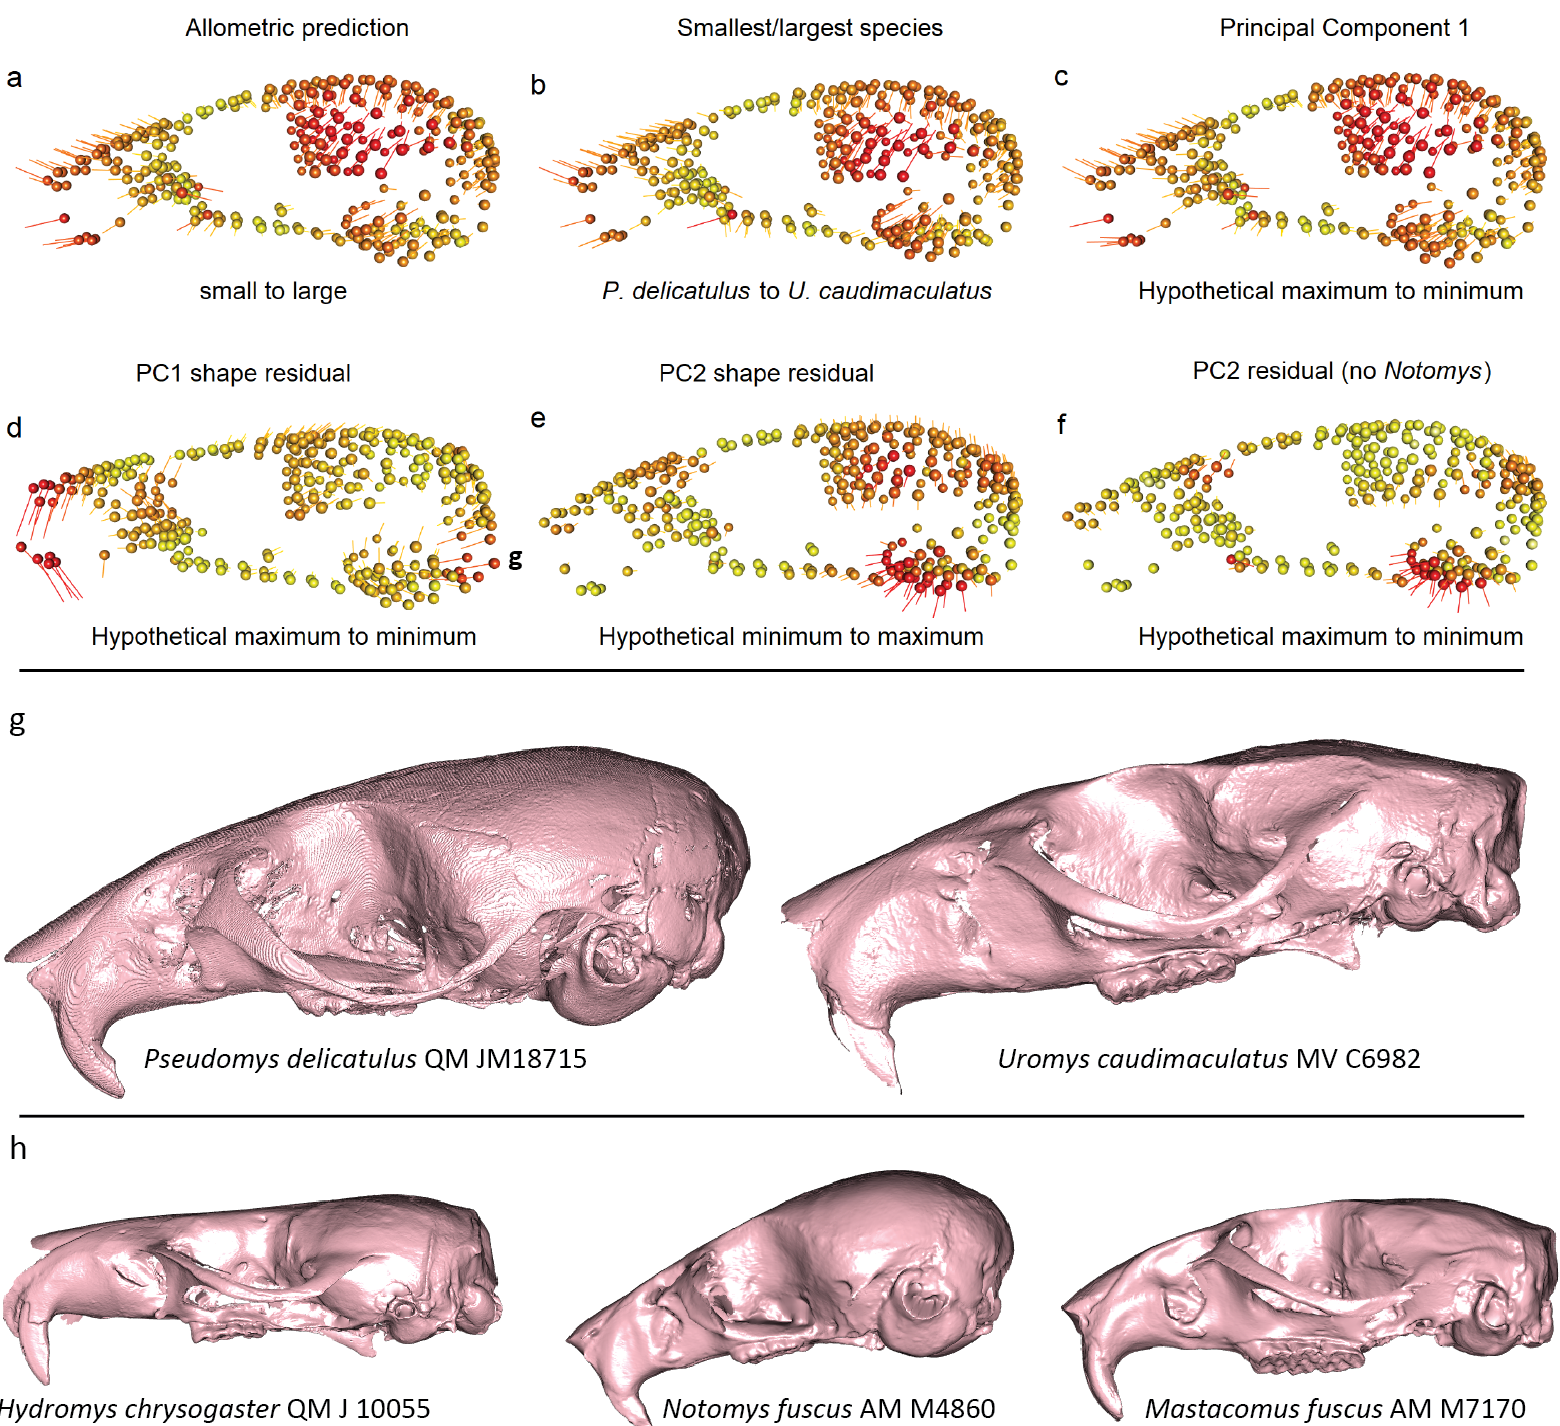 Allometric prediction
Smallest/largest species
Principal Component 1
a
b
c
small to large
P. delicatulus to U. caudimaculatus
Hypothetical maximum to minimum
PC1 shape residual
PC2 shape residual
PC2 residual (no Notomys)
d
e
f
g
Hypothetical maximum to minimum
Hypothetical minimum to maximum
Hypothetical maximum to minimum
g
Pseudomys delicatulus QM JM18715
Uromys caudimaculatus MV C6982
h
Hydromys chrysogaster QM J 10055
Notomys fuscus AM M4860
Mastacomus fuscus AM M7170